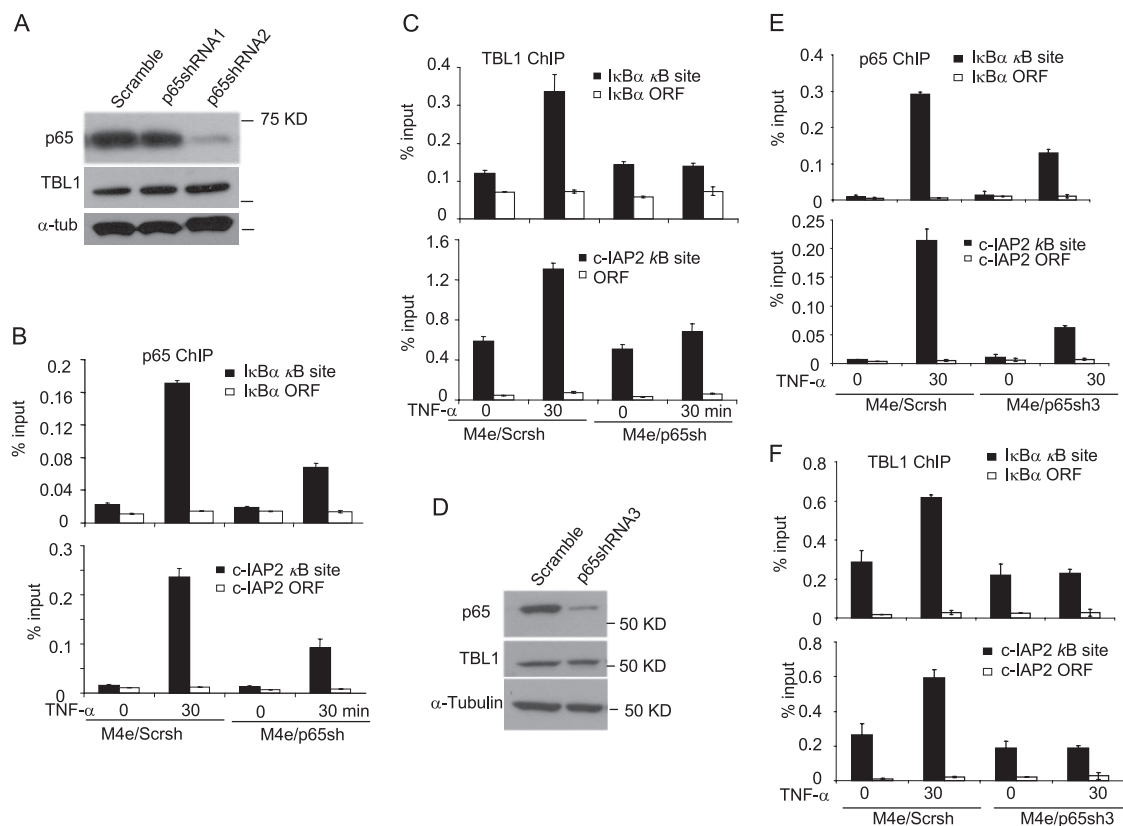 A
Scramble
p65shRNA1
p65shRNA2
75 KD
p65
TBL1
α-tub
B
p65 ChIP
IκBα κB site
IκBα ORF
% input
0.2
0.16
0.12
0.08
0.04
0
c-IAP2 κB site
c-IAP2 ORF
% input
0.3
0.2
0.1
0
TNF-α
0 30 0 30 min
M4e/Scrsh M4e/p65sh
C
TBL1 ChIP
IκBα κB site
IκBα ORF
% input
0.4
0.3
0.2
0.1
0
c-IAP2 kB site
ORF
% input
1.6
1.2
0.8
0.4
0
TNF-α
0 30 0 30 min
M4e/Scrsh M4e/p65sh
D
Scramble
p65shRNA3
p65
50 KD
TBL1
50 KD
α-Tubulin
50 KD
E
p65 ChIP
IκBα κB site
IκBα ORF
% input
0.4
0.3
0.2
0.1
0
c-IAP2 kB site
c-IAP2 ORF
% input
0.25
0.20
0.15
0.10
0.05
0
TNF-α
0 30 0 30
M4e/Scrsh M4e/p65sh3
F
TBL1 ChIP
IκBα κB site
IκBα ORF
% input
0.8
0.6
0.4
0.2
0
c-IAP2 kB site
c-IAP2 ORF
% input
0.8
0.6
0.4
0.2
0
TNF-α
0 30 0 30
M4e/Scrsh M4e/p65sh3